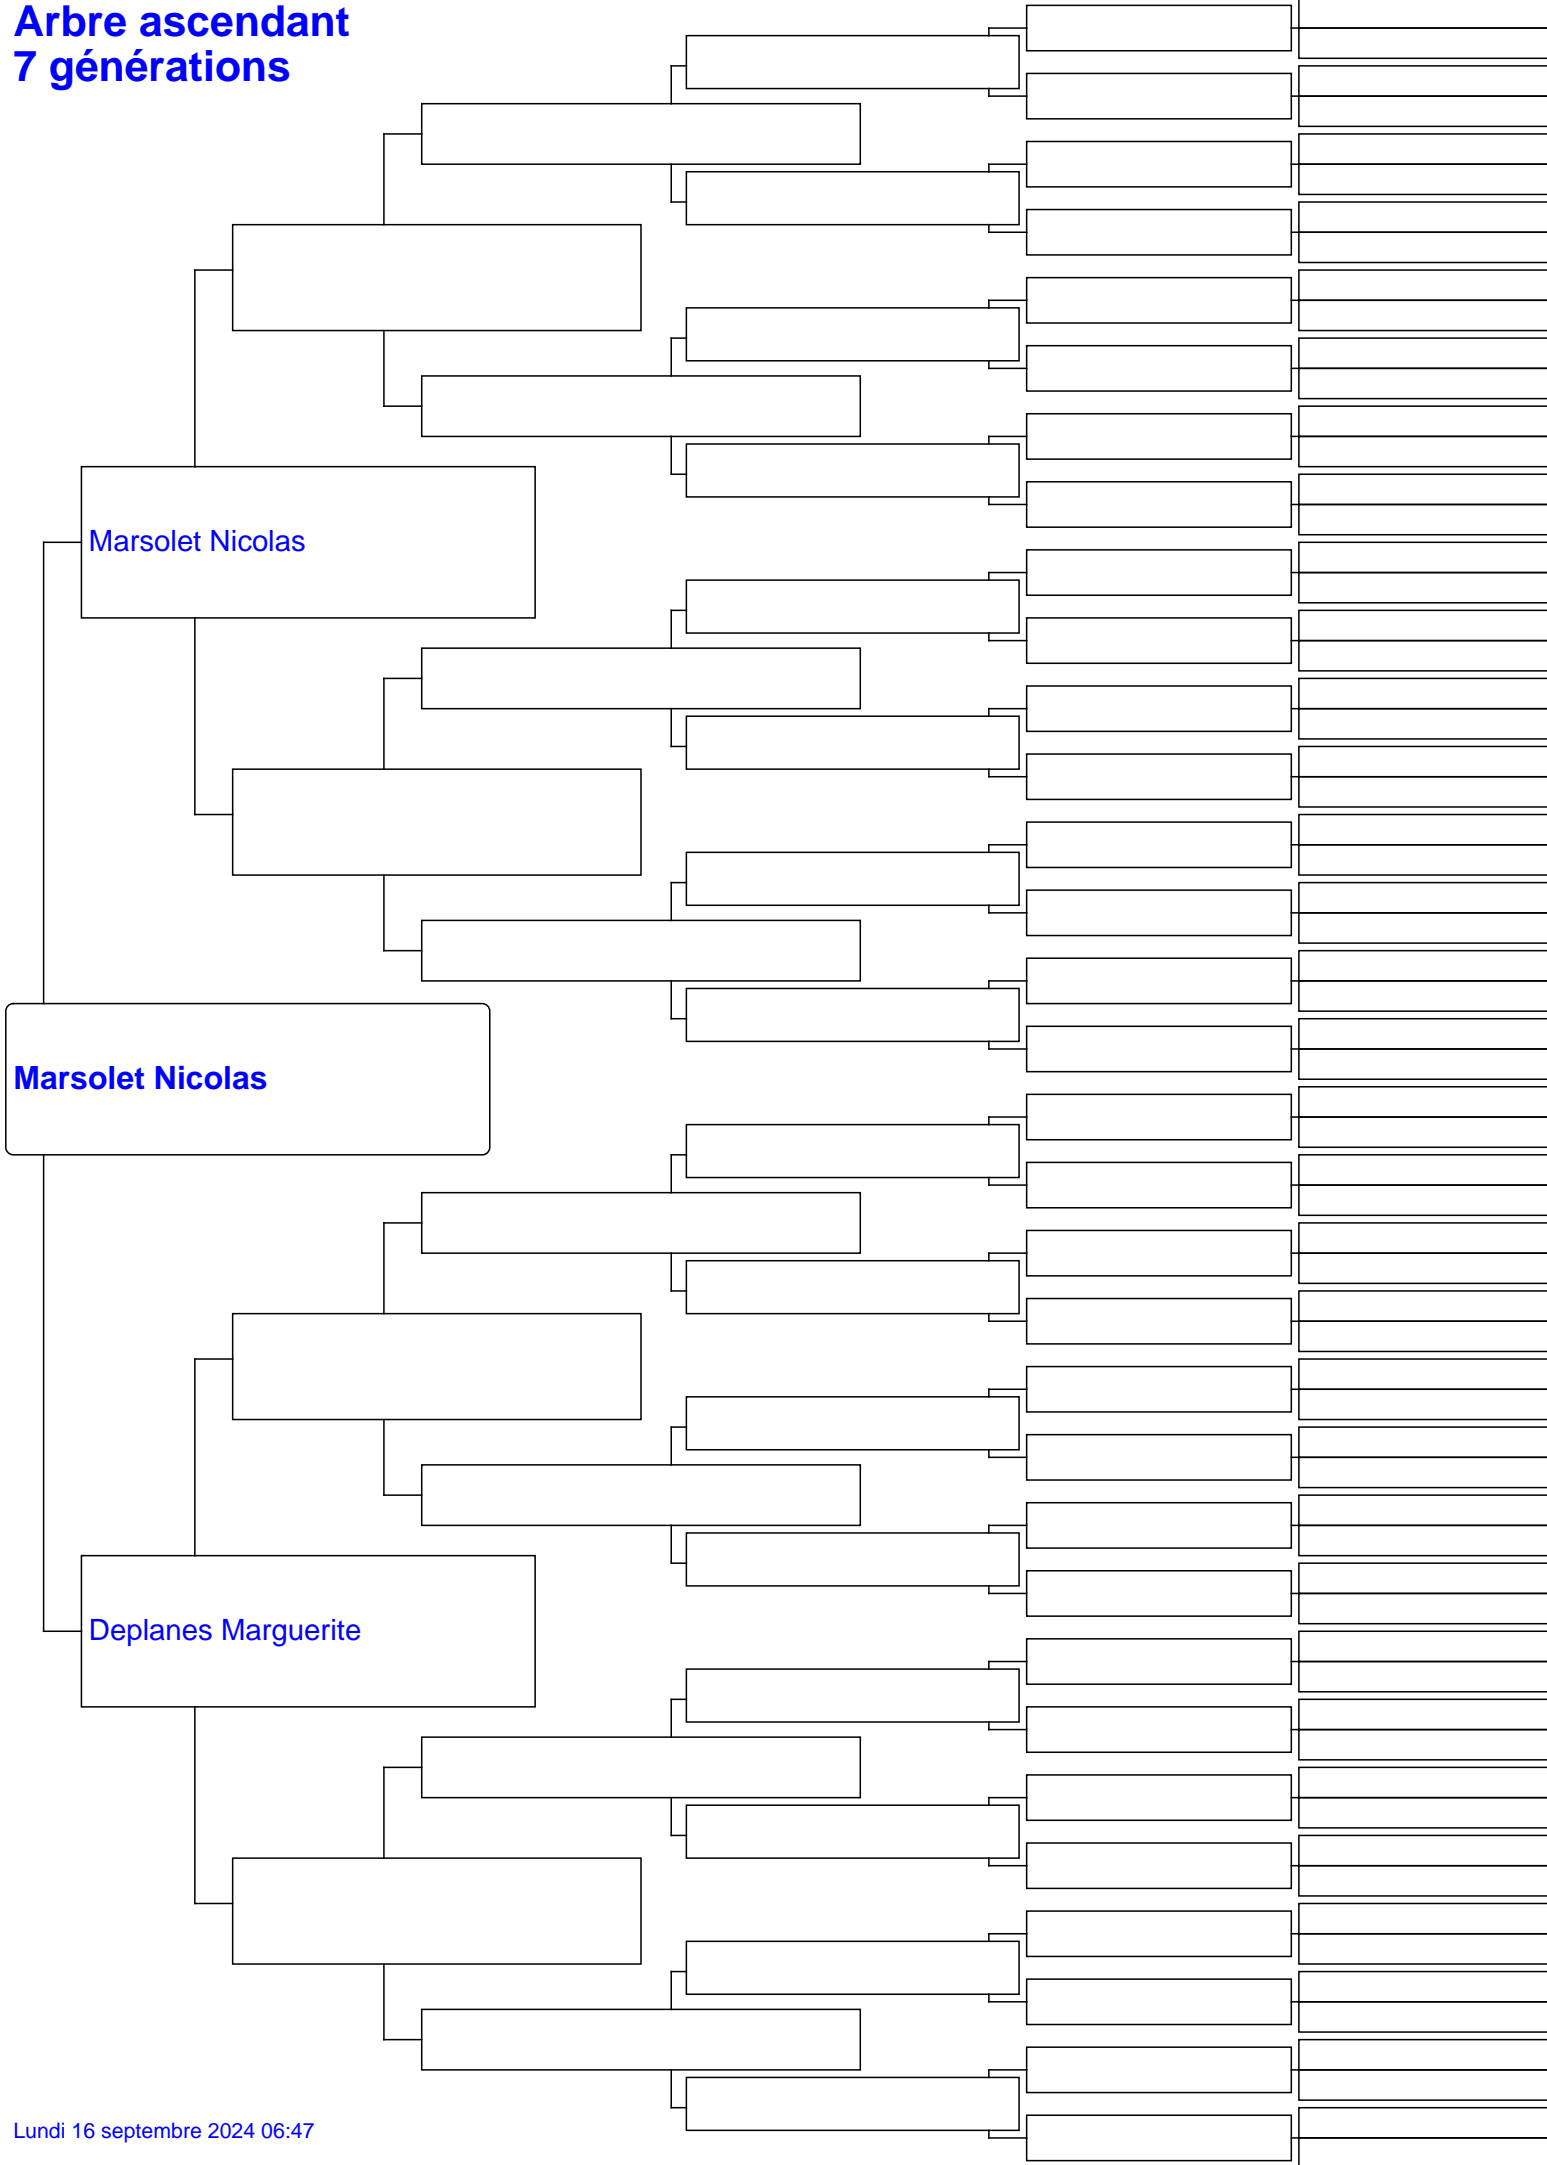 Arbre ascendant
7 générations
Marsolet Nicolas
Marsolet Nicolas
Deplanes Marguerite
Lundi 16 septembre 2024 06:47